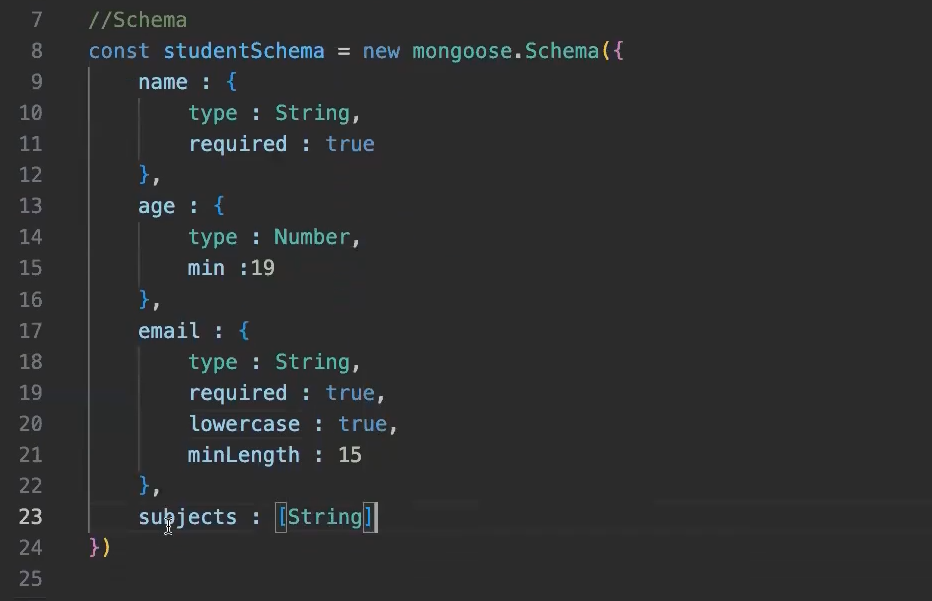 7 //Schema
8 const studentSchema = new mongoose.Schema({
9 name : {
10 type : String,
11 required : true
12 },
13 age : {
14 type : Number,
15 min :19
16 },
17 email : {
18 type : String,
19 required : true,
20 lowercase : true,
21 minLength : 15
22 },
23 subjects : [String]
24 })
25